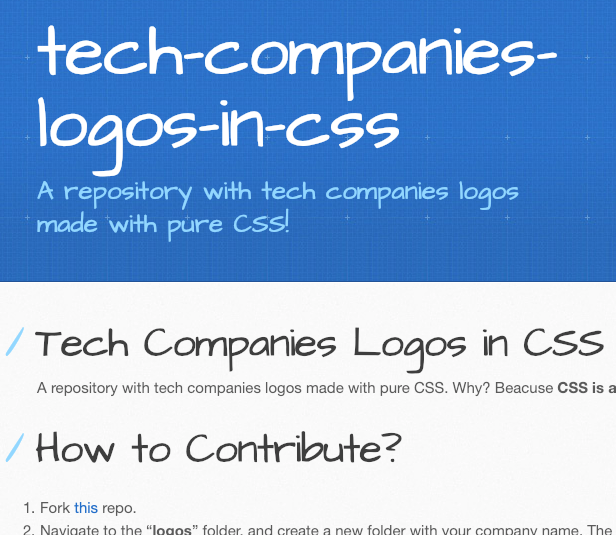 tech-companies-
logos-in-css
A repository with tech companies logos
made with pure CSS!
Tech Companies Logos in CSS
A repository with tech companies logos made with pure CSS. Why? Beacuse CSS is a
How to Contribute?
1. Fork this repo.
2. Navigate to the “logos” folder, and create a new folder with your company name. The